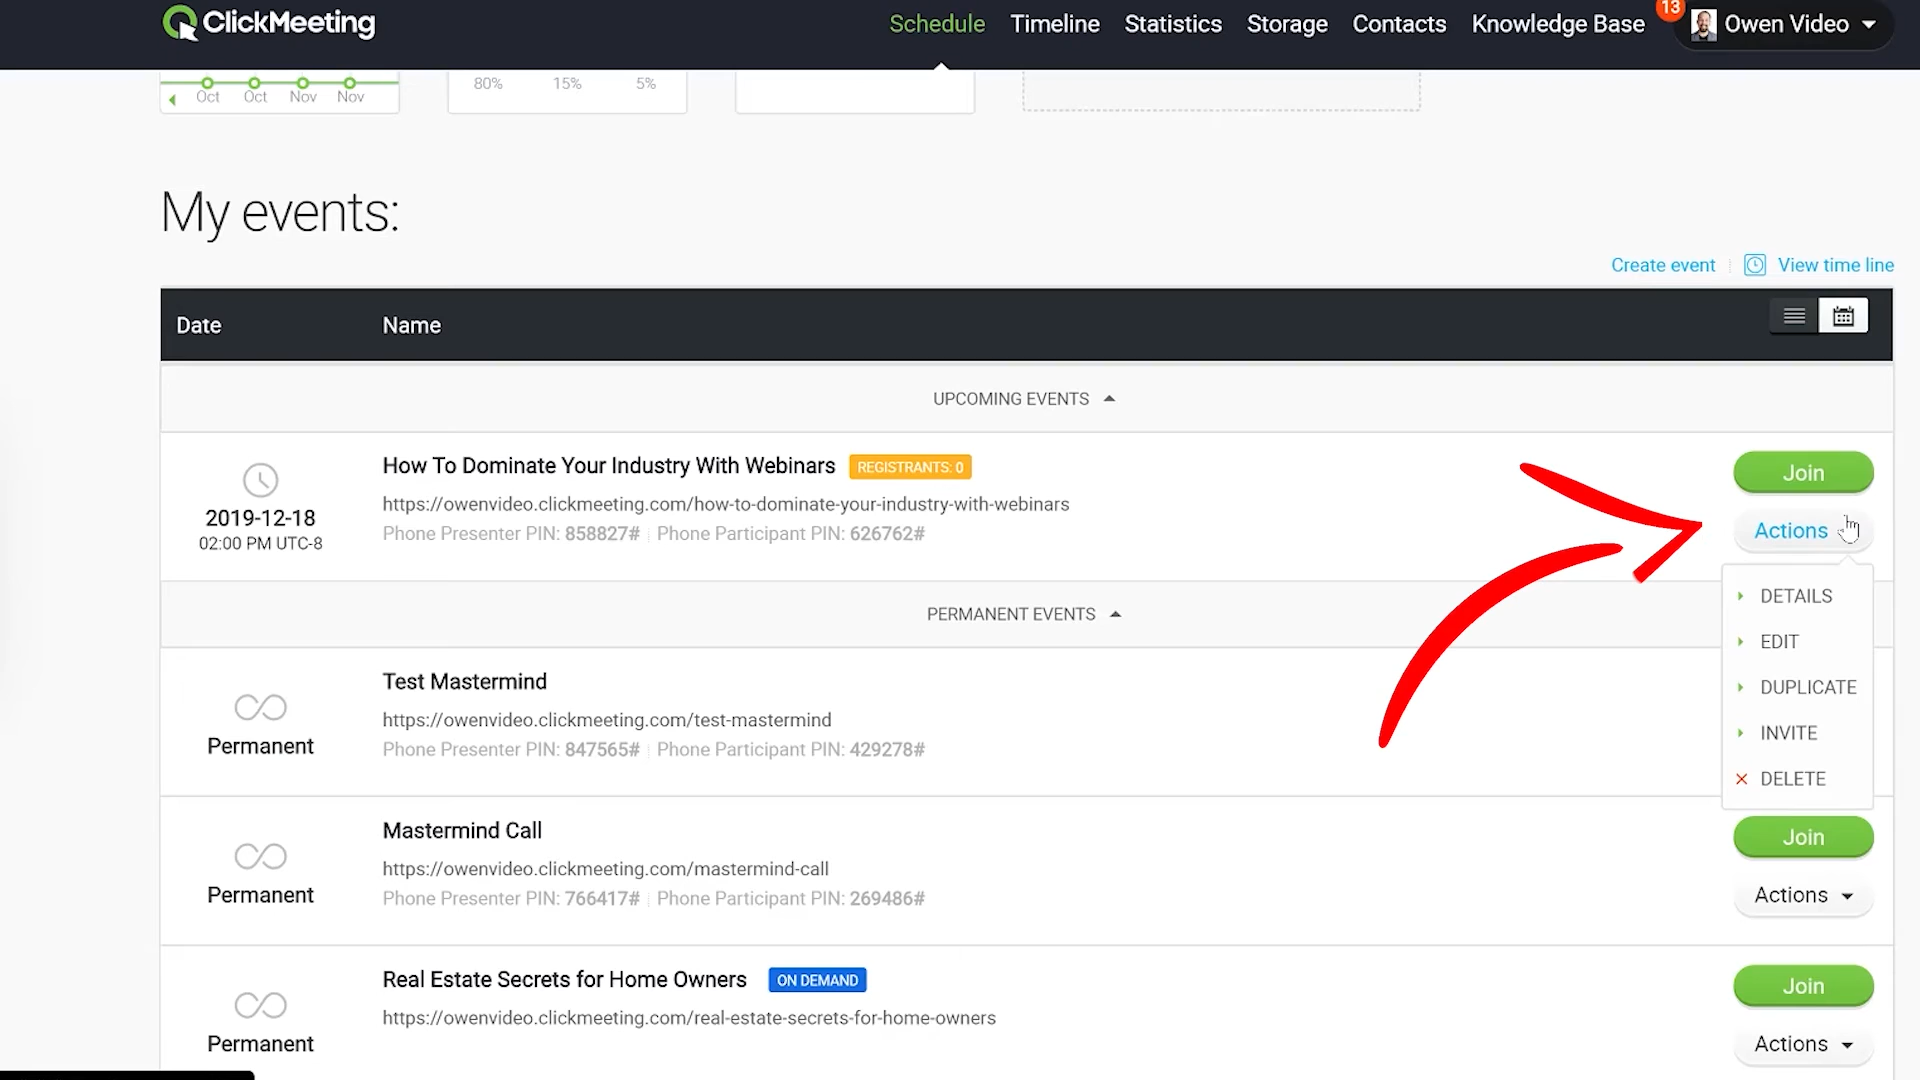 ClickMeeting
Schedule Timeline Statistics Storage Contacts Knowledge Base 13 Owen Video
Oct Oct Nov Nov 80% 15% 5%
My events:
Create event View time line
Date Name
UPCOMING EVENTS
How To Dominate Your Industry With Webinars REGISTRANTS: 0 Join
https://owenvideo.clickmeeting.com/how-to-dominate-your-industry-with-webinars
2019-12-18
Phone Presenter PIN: 858827# Phone Participant PIN: 626762# Actions
02:00 PM UTC-8
DETAILS
PERMANENT EVENTS
EDIT
Test Mastermind DUPLICATE
https://owenvideo.clickmeeting.com/test-mastermind INVITE
Permanent
Phone Presenter PIN: 847565# Phone Participant PIN: 429278#
DELETE
Mastermind Call Join
https://owenvideo.clickmeeting.com/mastermind-call
Permanent
Phone Presenter PIN: 766417# Phone Participant PIN: 269486# Actions
Real Estate Secrets for Home Owners ON DEMAND Join
https://owenvideo.clickmeeting.com/real-estate-secrets-for-home-owners
Permanent Actions